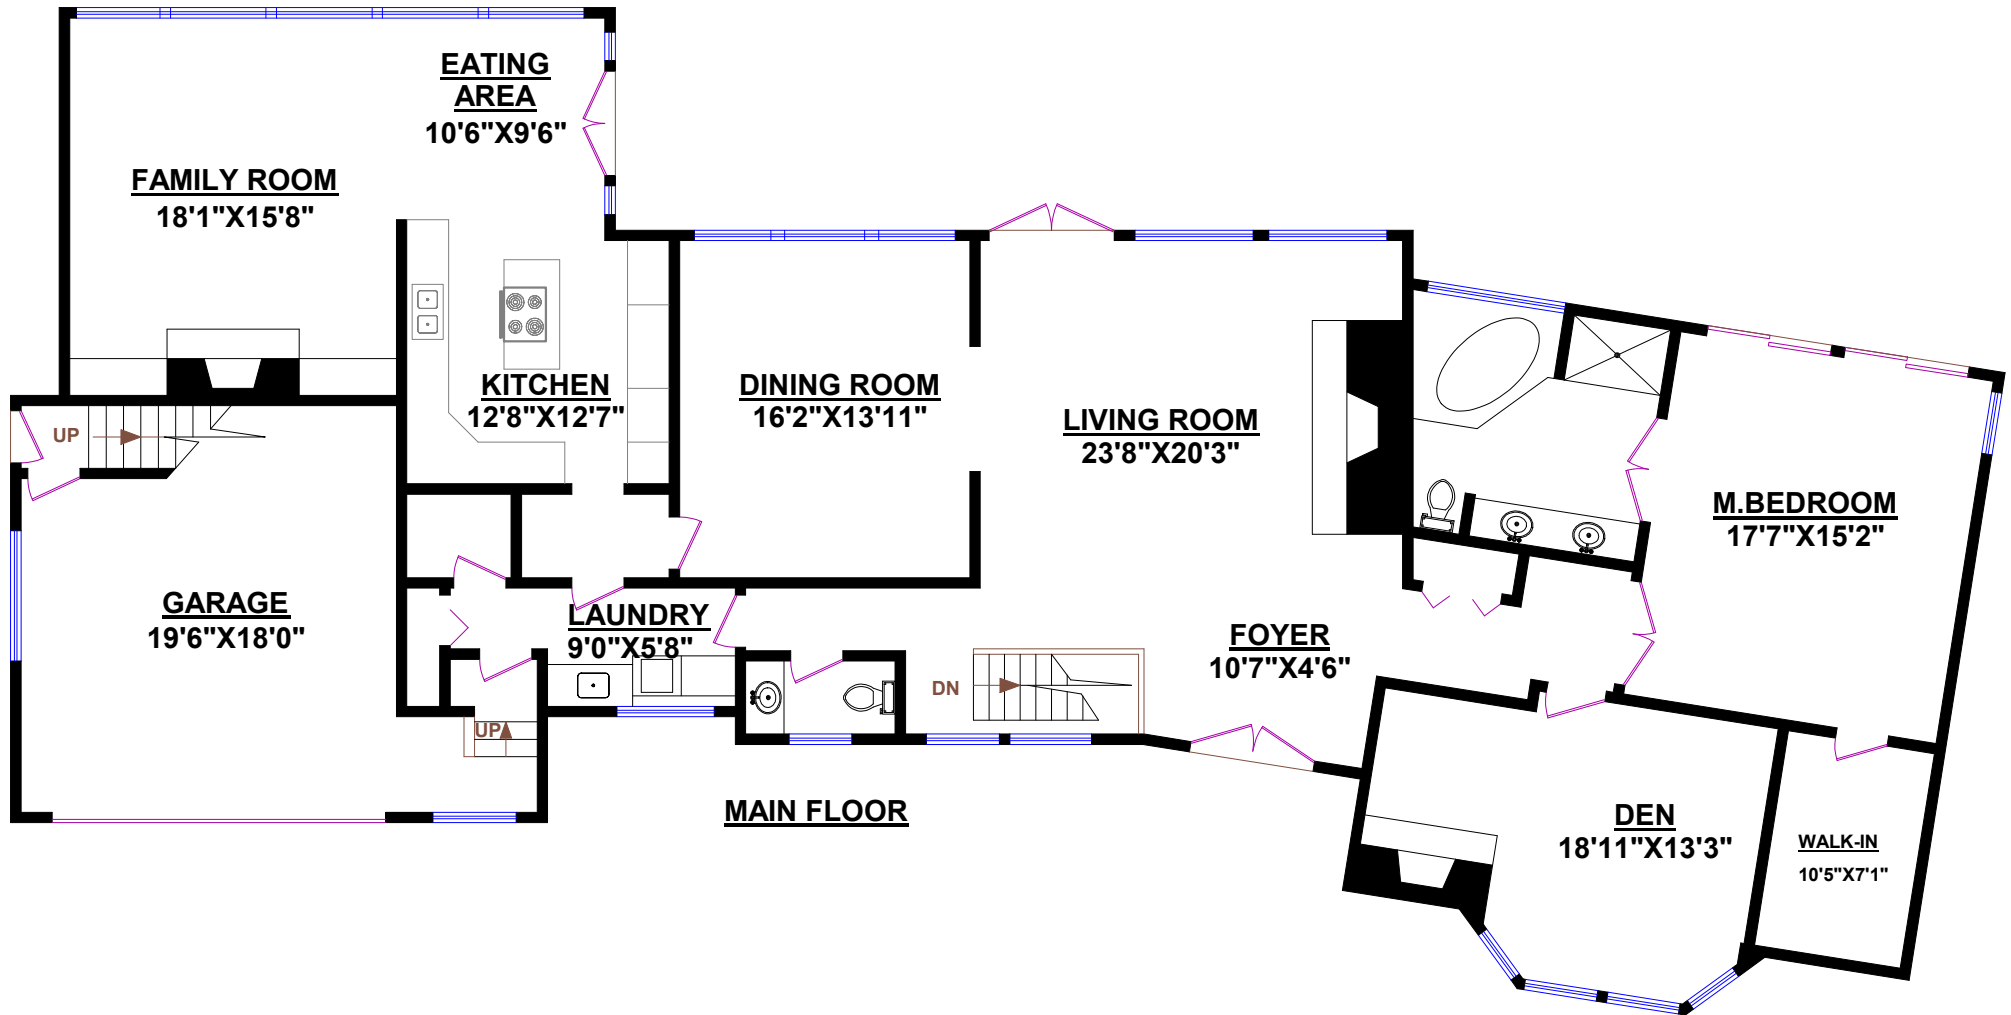 EATING
AREA
10'6"X9'6"
FAMILY ROOM
18'1"X15'8"
KITCHEN
12'8"X12'7"
DINING ROOM
16'2"X13'11"
LIVING ROOM
23'8"X20'3"
UP
M.BEDROOM
17'7"X15'2"
GARAGE
19'6"X18'0"
LAUNDRY
9'0"X5'8"
FOYER
10'7"X4'6"
DN
UP
MAIN FLOOR
DEN
18'11"X13'3"
WALK-IN
10'5"X7'1"